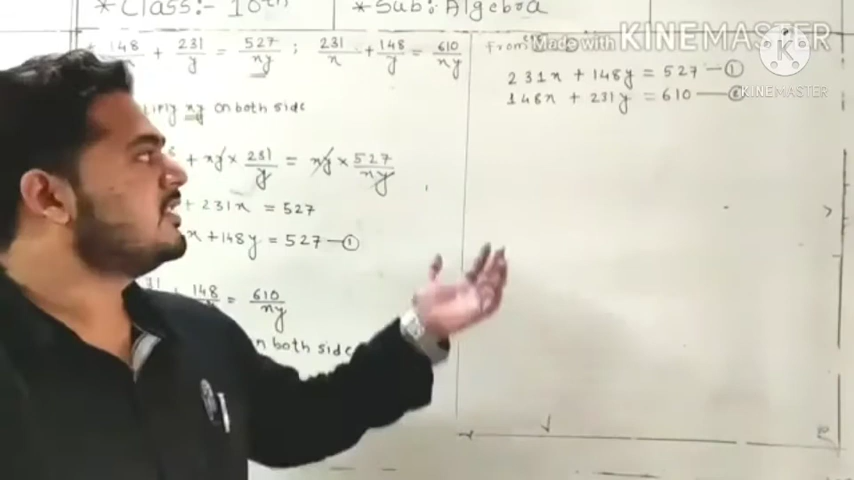 *Class:- 10th
*Sub: Algebra
148/x + 231/y = 527/xy ; 231/x + 148/y = 610/xy
xy on both side
+ xy × 231/y = xy × 527/xy
+ 231x = 527
x + 148y = 527 —①
+ 148 = 610/xy
on both side
From
231x + 148y = 527 —①
148x + 231y = 610 —②
Made with KINEMASTER
K
KINEMASTER